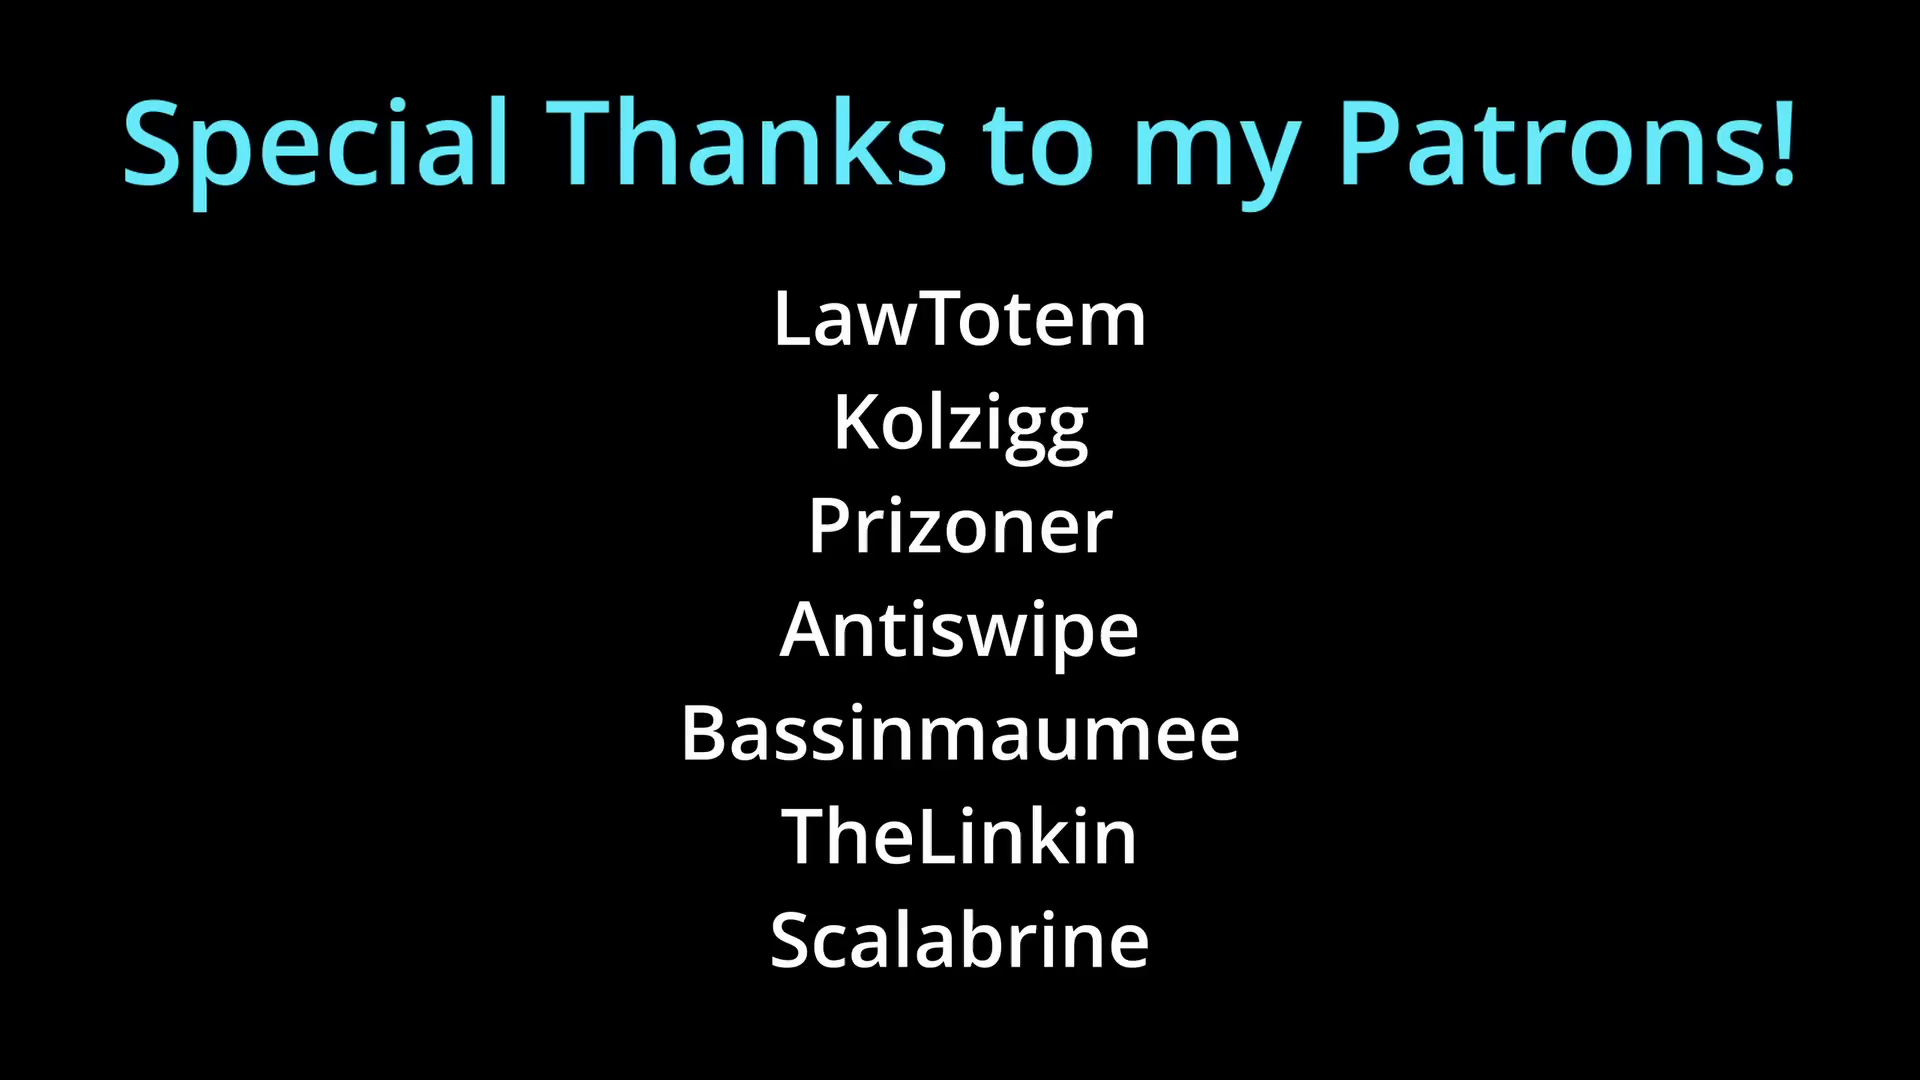 Special Thanks to my Patrons!
LawTotem
Kolzigg
Prizoner
Antiswipe
Bassinmaumee
TheLinkin
Scalabrine